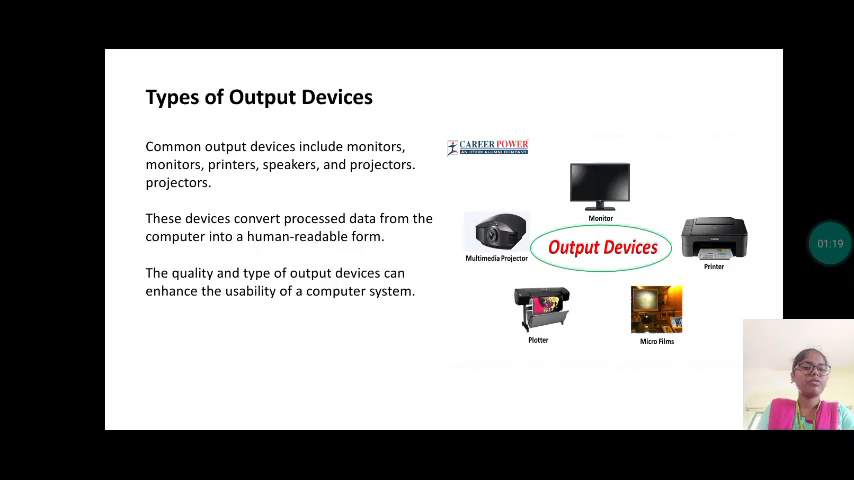 Types of Output Devices
Common output devices include monitors,
monitors, printers, speakers, and projectors.
projectors.
These devices convert processed data from the
computer into a human-readable form.
The quality and type of output devices can
enhance the usability of a computer system.
CAREER POWER
Monitor
Output Devices
Multimedia Projector
Printer
Plotter
Micro Films
01:19